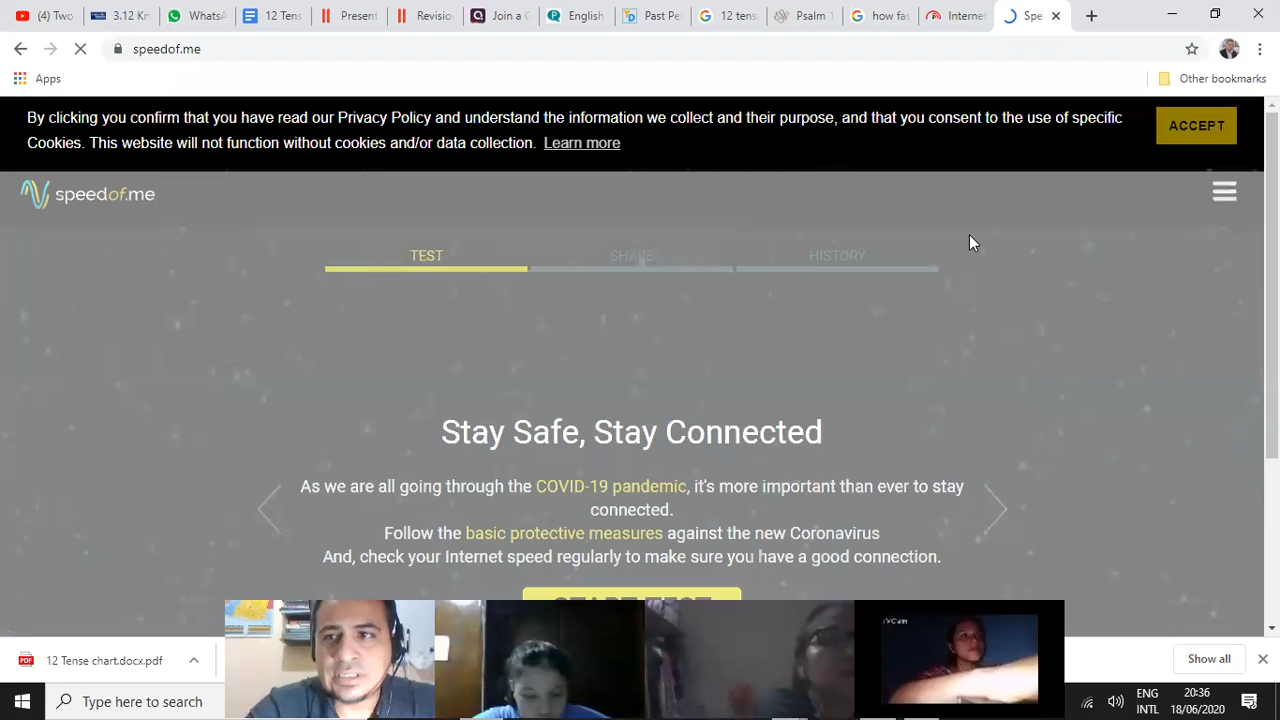 (4) Two
3.12 Kn
WhatsA
12 Tens
Present
Revision
Join a C
English
Past Pe
12 tens
Psalm 1
how fas
Internet
Spe
speedof.me
Apps
Other bookmarks
By clicking you confirm that you have read our Privacy Policy and understand the information we collect and their purpose, and that you consent to the use of specific
Cookies. This website will not function without cookies and/or data collection. Learn more
ACCEPT
speedof.me
TEST
SHARE
HISTORY
Stay Safe, Stay Connected
As we are all going through the COVID-19 pandemic, it's more important than ever to stay
connected.
Follow the basic protective measures against the new Coronavirus
And, check your Internet speed regularly to make sure you have a good connection.
START TEST
12 Tense chart.docx.pdf
Show all
Type here to search
ENG
INTL
20:36
18/06/2020